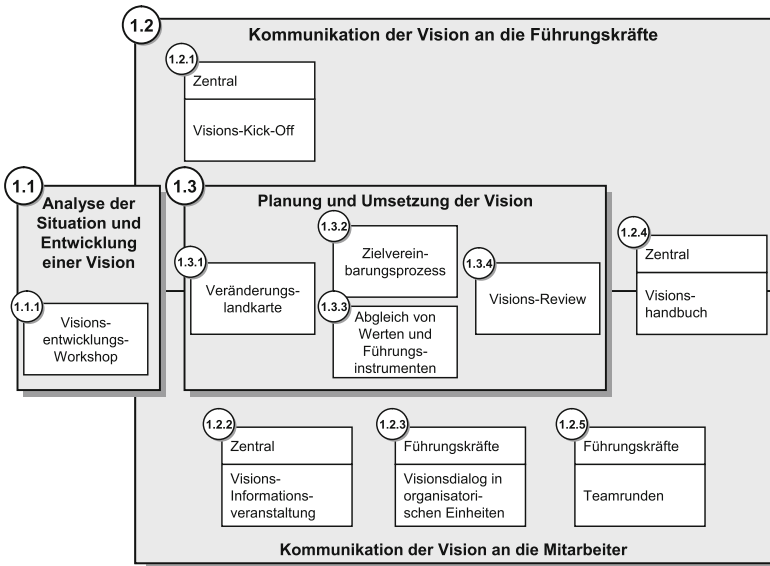 1.2
Kommunikation der Vision an die Führungskräfte
1.2.1
Zentral
Visions-Kick-Off
1.1
Analyse der
Situation und
Entwicklung
einer Vision
1.1.1
Visions-
entwicklungs-
Workshop
1.3
Planung und Umsetzung der Vision
1.3.1
Veränderungs-
landkarte
1.3.2
Zielverein-
barungsprozess
1.3.3
Abgleich von
Werten und
Führungs-
instrumenten
1.3.4
Visions-Review
1.2.4
Zentral
Visions-
handbuch
1.2.2
Zentral
Visions-
Informations-
veranstaltung
1.2.3
Führungskräfte
Visionsdialog in
organisatori-
schen Einheiten
1.2.5
Führungskräfte
Teamrunden
Kommunikation der Vision an die Mitarbeiter